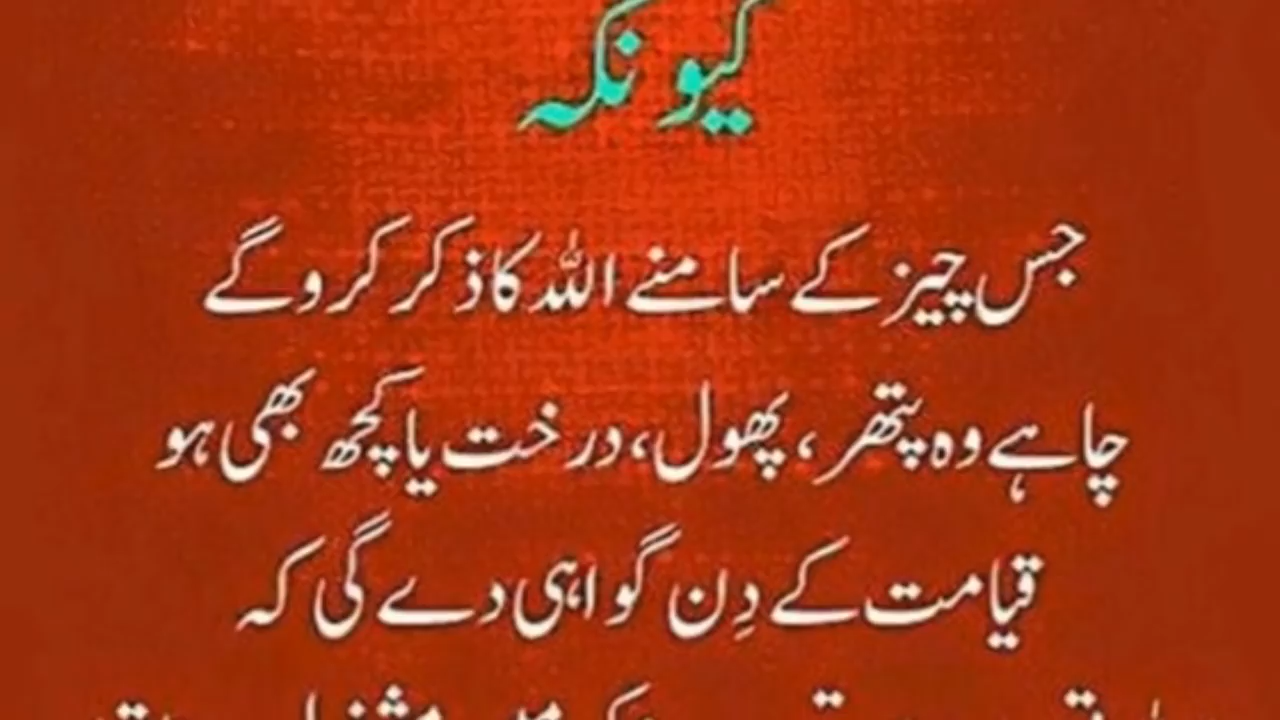 کیونکہ
جس چیز کے سامنے اللہ کا ذکر کرو گے
چاہے وہ پتھر، پھول، درخت یا کچھ بھی ہو
قیامت کے دِن گواہی دے گی کہ